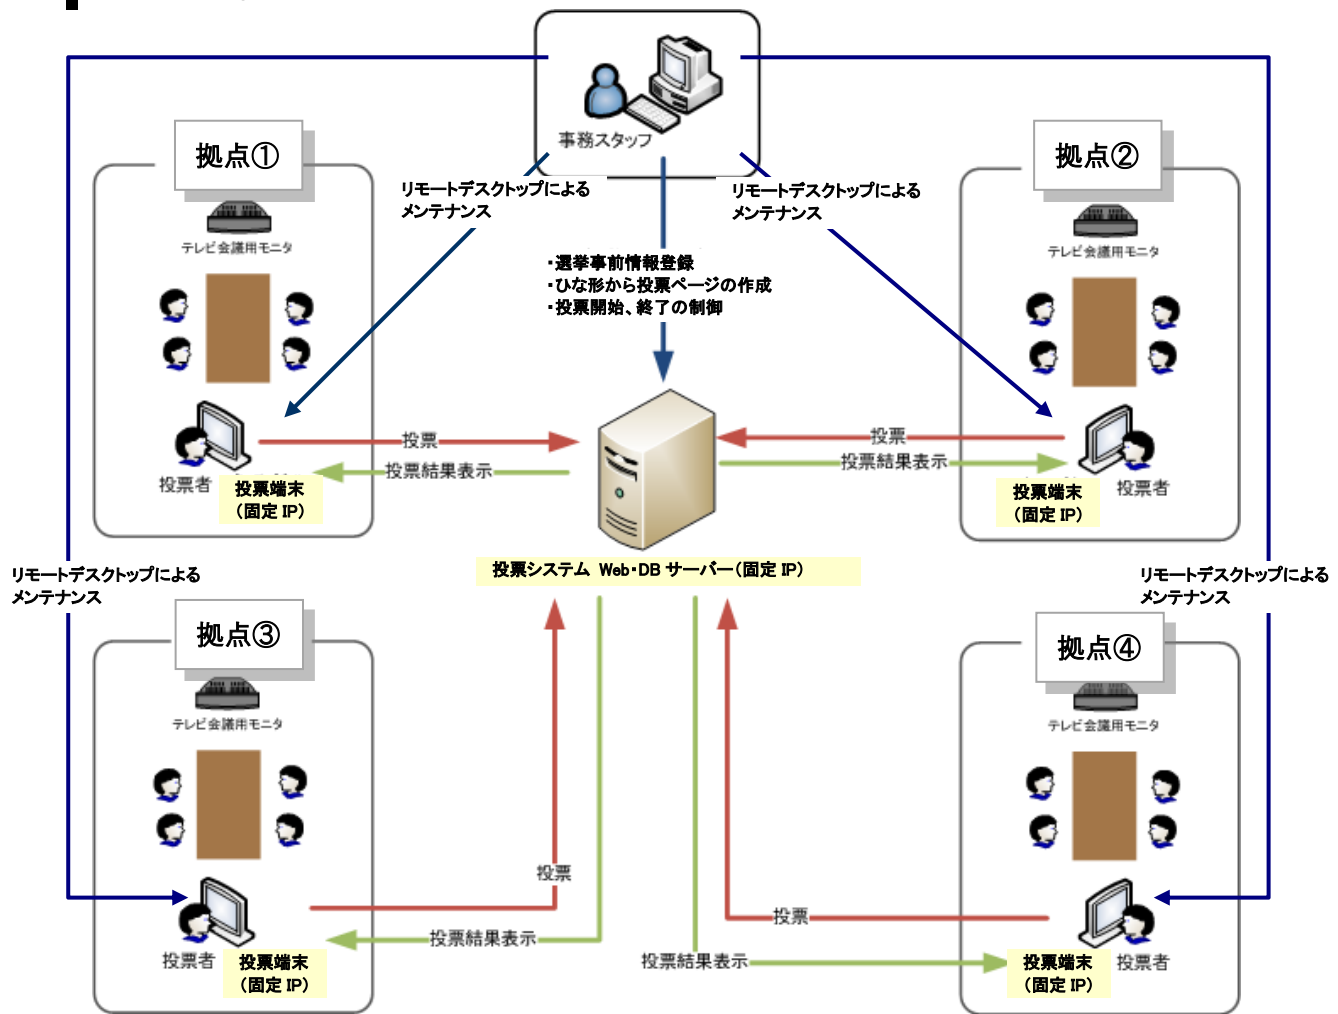 事務スタッフ
拠点①
拠点②
リモートデスクトップによる
メンテナンス
リモートデスクトップによる
メンテナンス
テレビ会議用モニタ
テレビ会議用モニタ
・選挙事前情報登録
・ひな形から投票ページの作成
・投票開始、終了の制御
投票
投票
投票結果表示
投票結果表示
投票者
投票端末
（固定 IP）
投票端末
（固定 IP）
投票者
投票システム Web・DB サーバー（固定 IP）
リモートデスクトップによる
メンテナンス
リモートデスクトップによる
メンテナンス
拠点③
拠点④
テレビ会議用モニタ
テレビ会議用モニタ
投票
投票
投票結果表示
投票結果表示
投票者
投票端末
（固定 IP）
投票端末
（固定 IP）
投票者